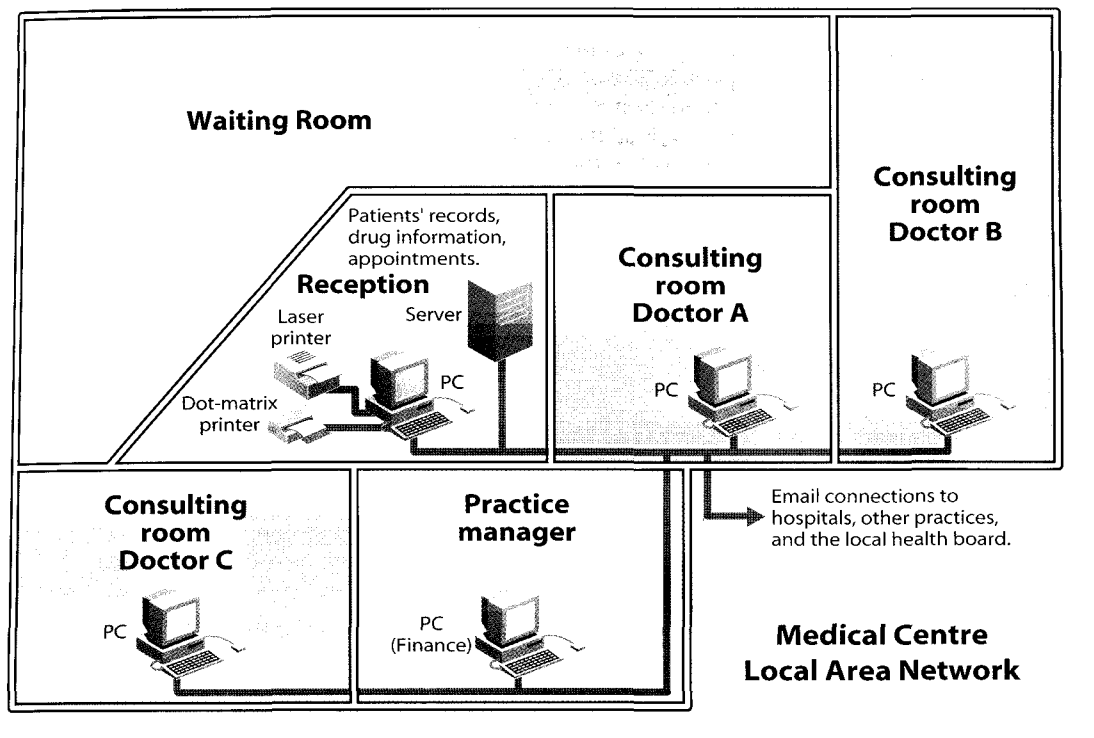 Waiting Room
Consulting
room
Doctor B
Patients' records,
drug information,
appointments.
Reception
Server
Laser
printer
PC
Dot-matrix
printer
Consulting
room
Doctor A
PC
PC
Email connections to
hospitals, other practices,
and the local health board.
Consulting
room
Doctor C
PC
Practice
manager
PC
(Finance)
Medical Centre
Local Area Network